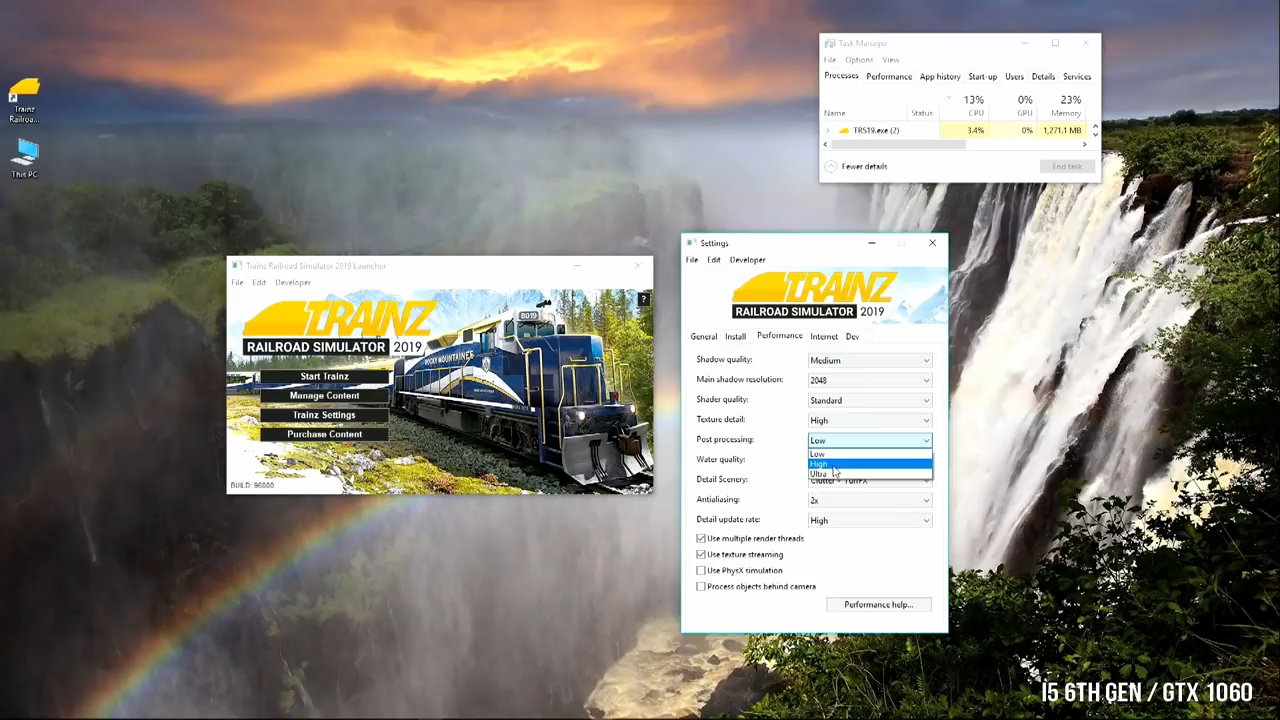 Trainz
Railroa...
This PC
Task Manager
File Options View
Processes Performance App history Start-up Users Details Services
13% 0% 23%
Name Status CPU GPU Memory
TRS19.exe (2) 3.4% 0% 1,271.1 MB
Fewer details End task
Trainz Railroad Simulator 2019 Launcher
File Edit Developer
?
TRAINZ
RAILROAD SIMULATOR 2019
8019
ROCKY MOUNTAINEER
Start Trainz
Manage Content
Trainz Settings
Purchase Content
BUILD: 96000
Settings
File Edit Developer
TRAINZ
RAILROAD SIMULATOR 2019
General Install Performance Internet Dev
Shadow quality: Medium
Main shadow resolution: 2048
Shader quality: Standard
Texture detail: High
Post processing: Low
Low
High
Ultra
Water quality:
Detail Scenery: Clutter + TurfFX
Antialiasing: 2x
Detail update rate: High
Use multiple render threads
Use texture streaming
Use PhysX simulation
Process objects behind camera
Performance help...
I5 6TH GEN / GTX 1060